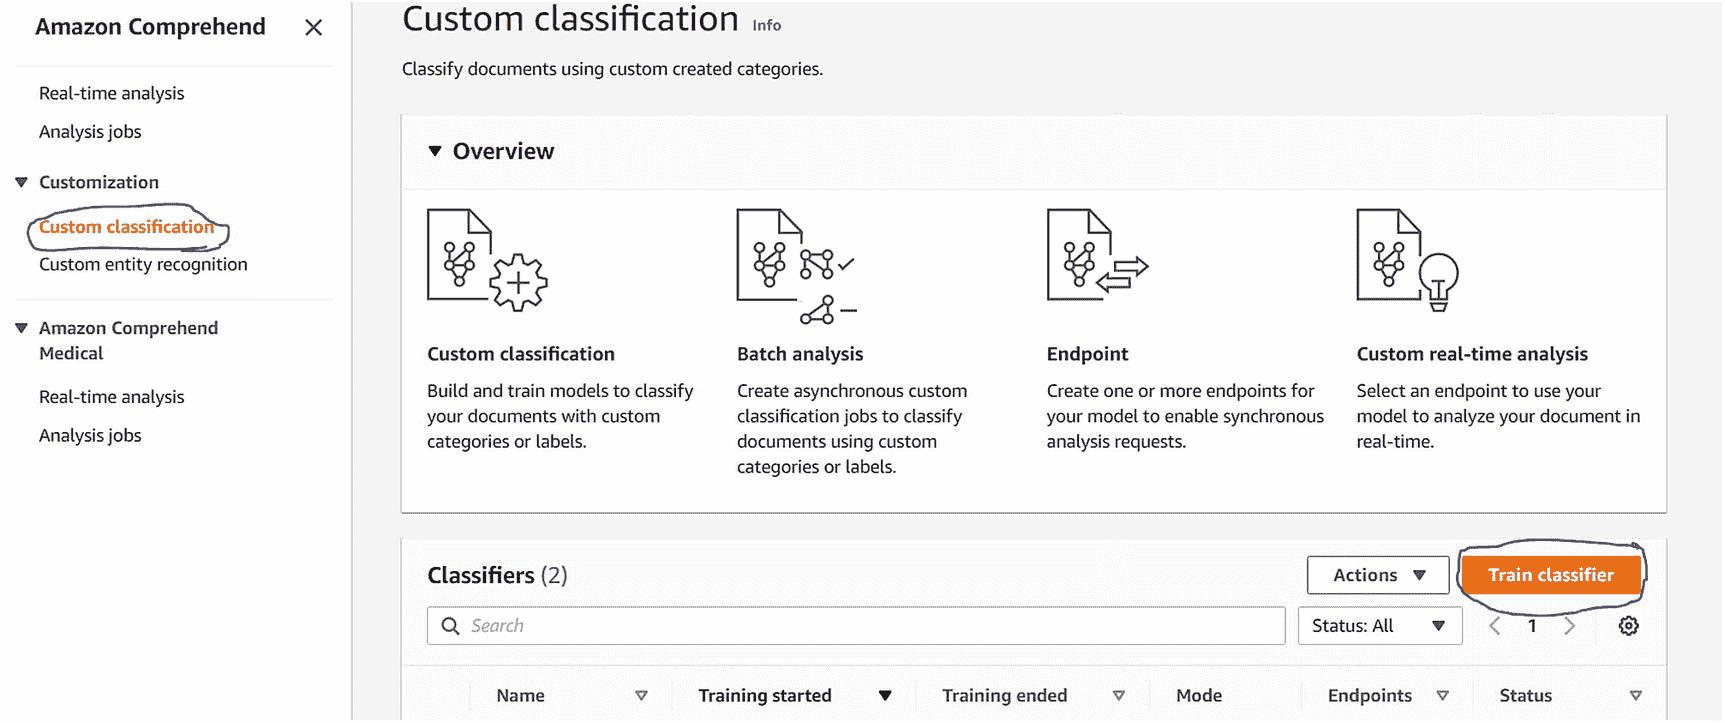 Amazon Comprehend
Real-time analysis
Analysis jobs
Customization
Custom classification
Custom entity recognition
Amazon Comprehend
Medical
Real-time analysis
Analysis jobs
Custom classification Info
Classify documents using custom created categories.
Overview
Custom classification
Build and train models to classify
your documents with custom
categories or labels.
Batch analysis
Create asynchronous custom
classification jobs to classify
documents using custom
categories or labels.
Endpoint
Create one or more endpoints for
your model to enable synchronous
analysis requests.
Custom real-time analysis
Select an endpoint to use your
model to analyze your document in
real-time.
Classifiers (2)
Actions
Train classifier
Search
Status: All
1
Name Training started Training ended Mode Endpoints Status